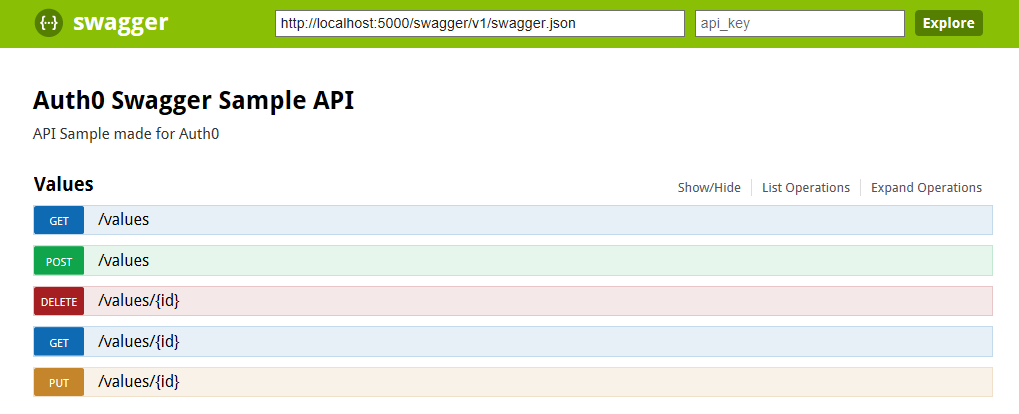 {···} swagger http://localhost:5000/swagger/v1/swagger.json api_key Explore
Auth0 Swagger Sample API
API Sample made for Auth0
Values Show/Hide List Operations Expand Operations
GET /values
POST /values
DELETE /values/{id}
GET /values/{id}
PUT /values/{id}